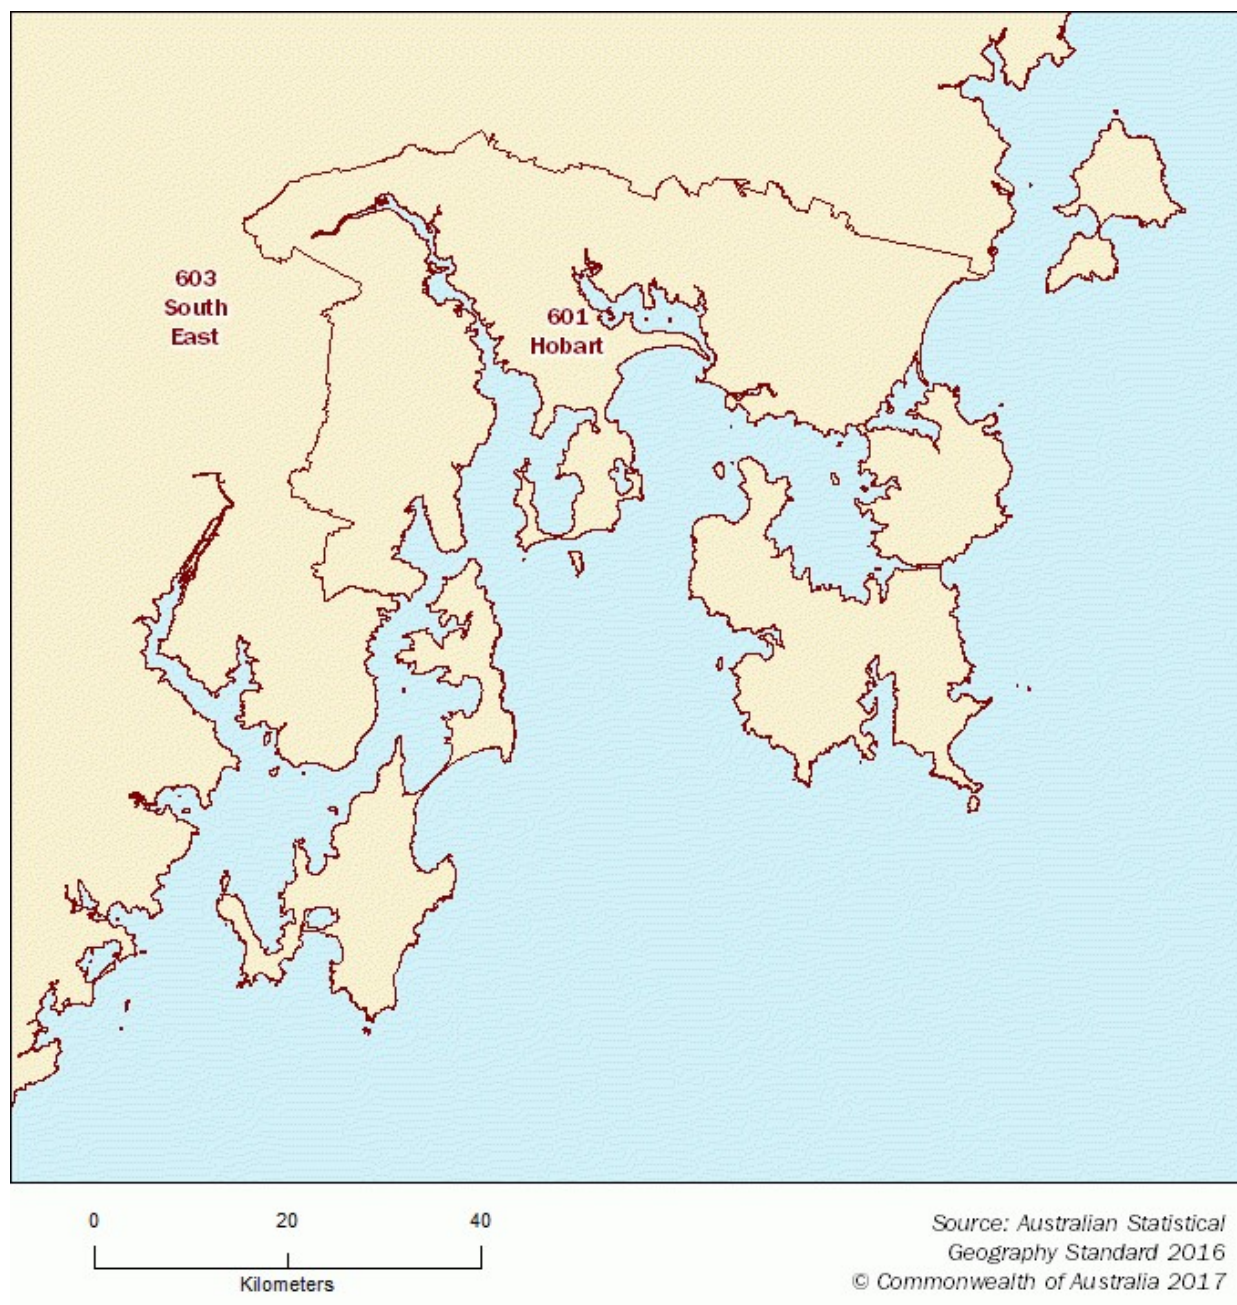 603
South
East
601
Hobart
0 20 40
Kilometers
Source: Australian Statistical
Geography Standard 2016
© Commonwealth of Australia 2017